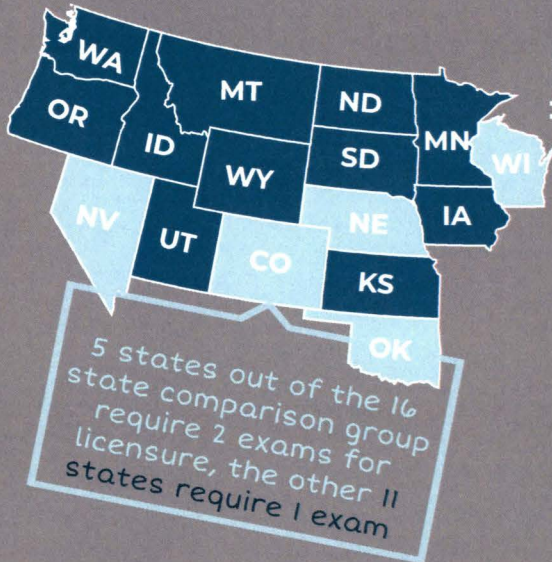 WA
MT
ND
OR
MN
ID
SD
WI
WY
IA
NV
NE
UT
CO
KS
OK
5 states out of the 16
state comparison group
require 2 exams for
licensure, the other 11
states require 1 exam